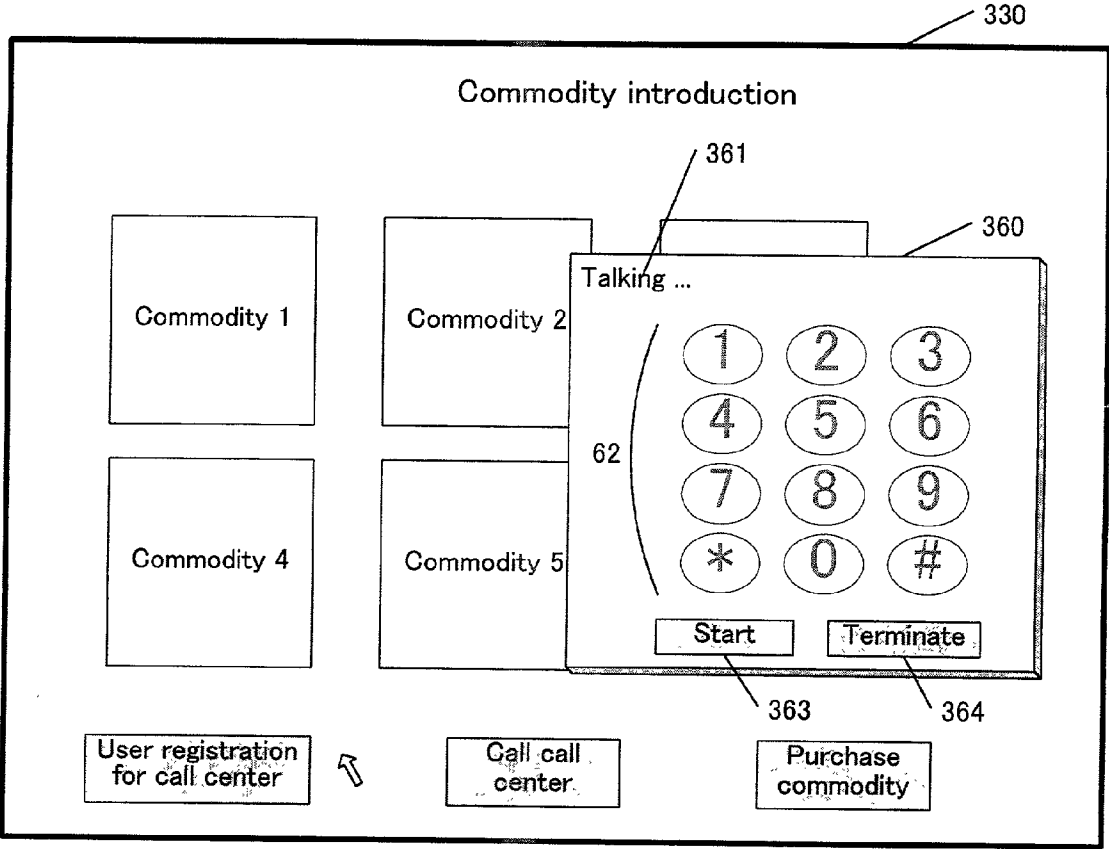 330
Commodity introduction
361
360
Talking ...
Commodity 1
Commodity 2
1 2 3
4 5 6
62
7 8 9
* 0 #
Commodity 4
Commodity 5
Start Terminate
363 364
User registration
for call center
Call call
center
Purchase
commodity